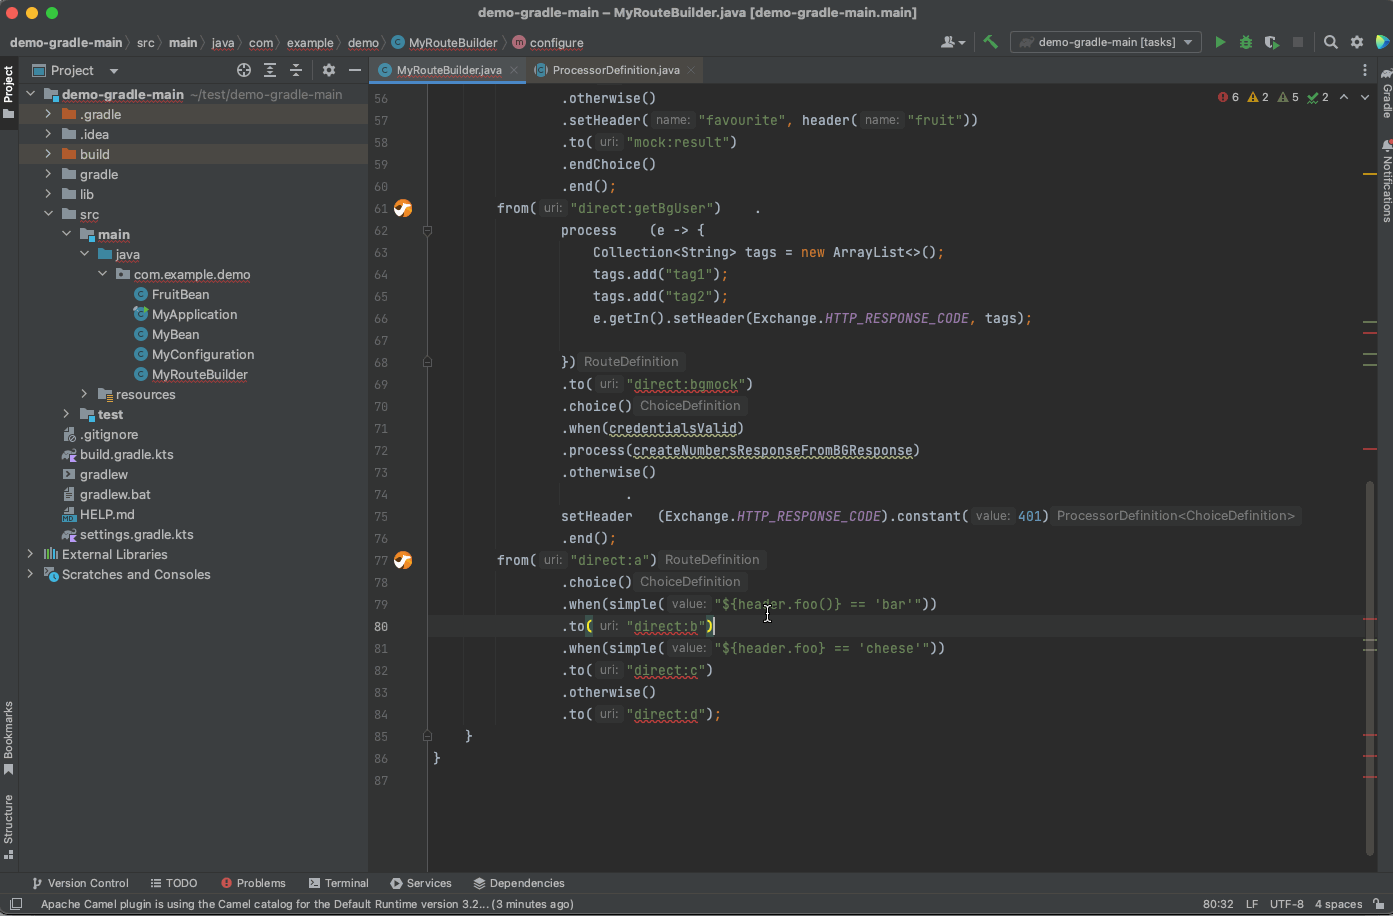 demo-gradle-main – MyRouteBuilder.java [demo-gradle-main.main]
demo-gradle-main src main java com example demo MyRouteBuilder configure
demo-gradle-main [tasks]
Project
MyRouteBuilder.java
ProcessorDefinition.java
Project
Bookmarks
Structure
Gradle
Notifications
demo-gradle-main ~/test/demo-gradle-main
.gradle
.idea
build
gradle
lib
src
main
java
com.example.demo
FruitBean
MyApplication
MyBean
MyConfiguration
MyRouteBuilder
resources
test
.gitignore
build.gradle.kts
gradlew
gradlew.bat
HELP.md
settings.gradle.kts
External Libraries
Scratches and Consoles
6 2 5 2
56 .otherwise()
57 .setHeader( name: "favourite", header( name: "fruit"))
58 .to( uri: "mock:result")
59 .endChoice()
60 .end();
61 from( uri: "direct:getBgUser") .
62 process (e -> {
63 Collection<String> tags = new ArrayList<>();
64 tags.add("tag1");
65 tags.add("tag2");
66 e.getIn().setHeader(Exchange.HTTP_RESPONSE_CODE, tags);
67
68 }) RouteDefinition
69 .to( uri: "direct:bgmock")
70 .choice() ChoiceDefinition
71 .when(credentialsValid)
72 .process(createNumbersResponseFromBGResponse)
73 .otherwise()
74 .
75 setHeader (Exchange.HTTP_RESPONSE_CODE).constant( value: 401) ProcessorDefinition<ChoiceDefinition>
76 .end();
77 from( uri: "direct:a") RouteDefinition
78 .choice() ChoiceDefinition
79 .when(simple( value: "${header.foo()} == 'bar'"))
80 .to( uri: "direct:b")
81 .when(simple( value: "${header.foo} == 'cheese'"))
82 .to( uri: "direct:c")
83 .otherwise()
84 .to( uri: "direct:d");
85 }
86 }
87
Version Control TODO Problems Terminal Services Dependencies
Apache Camel plugin is using the Camel catalog for the Default Runtime version 3.2... (3 minutes ago)
80:32 LF UTF-8 4 spaces